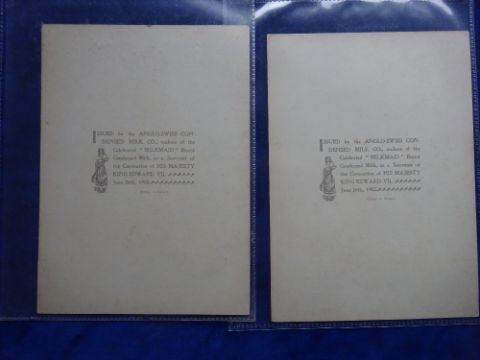 ISSUED by the ANGLO-SWISS CON-
DENSED MILK CO., makers of the
Celebrated "MILKMAID" Brand
Condensed Milk, as a Souvenir of
the Coronation of HIS MAJESTY
KING EDWARD VII.
June 26th, 1902.
ISSUED by the ANGLO-SWISS CON-
DENSED MILK CO., makers of the
Celebrated "MILKMAID" Brand
Condensed Milk, as a Souvenir of
the Coronation of HIS MAJESTY
KING EDWARD VII.
June 26th, 1902.